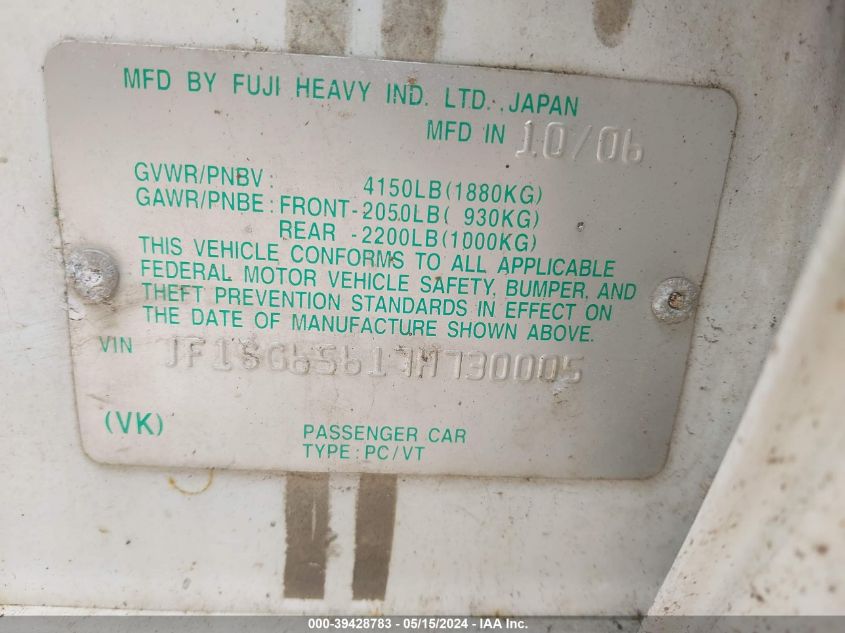 MFD BY FUJI HEAVY IND. LTD., JAPAN
MFD IN 10/06
GVWR/PNBV : 4150LB(1880KG)
GAWR/PNBE : FRONT-2050LB( 930KG)
REAR -2200LB(1000KG)
THIS VEHICLE CONFORMS TO ALL APPLICABLE
FEDERAL MOTOR VEHICLE SAFETY, BUMPER, AND
THEFT PREVENTION STANDARDS IN EFFECT ON
THE DATE OF MANUFACTURE SHOWN ABOVE.
VIN JF1SG65617H730005
(VK)
PASSENGER CAR
TYPE : PC/VT
000-39428783 - 05/15/2024 - IAA Inc.